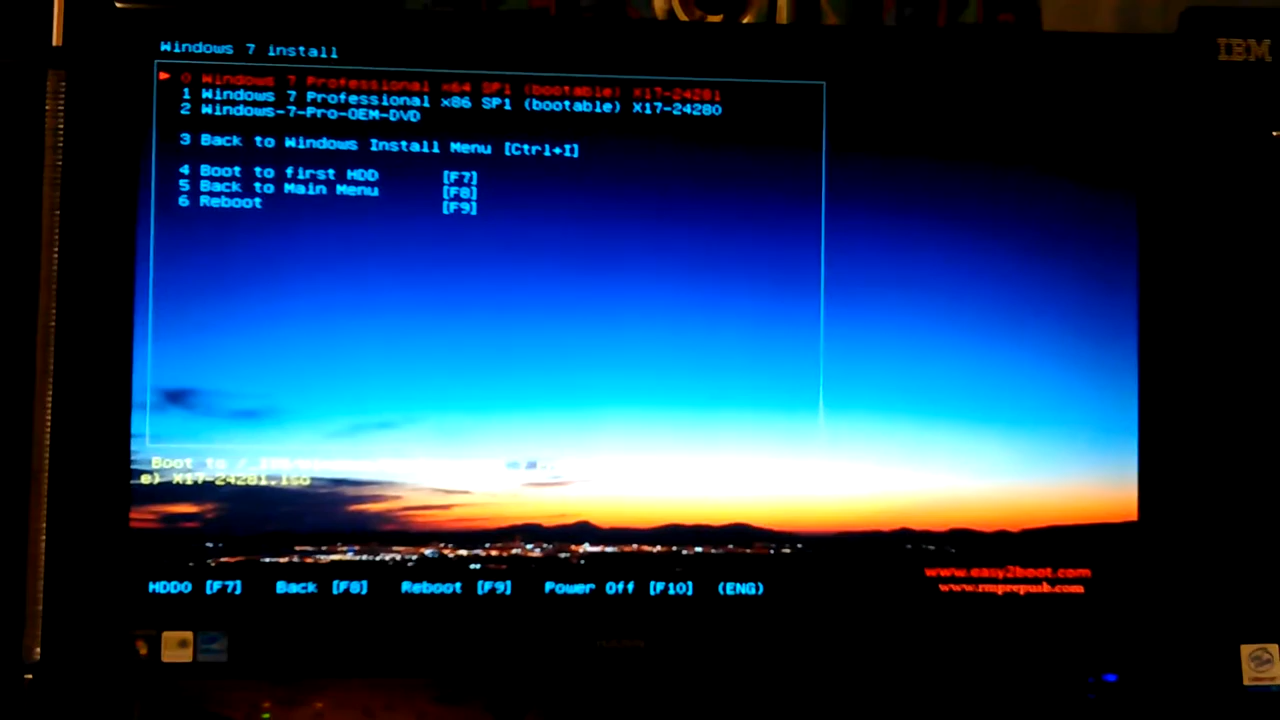 Windows 7 install
IBM
0 Windows 7 Professional x64 SP1 (bootable) X17-24281
1 Windows 7 Professional x86 SP1 (bootable) X17-24280
2 Windows-7-Pro-OEM-DVD
3 Back to Windows Install Menu [Ctrl+I]
4 Boot to first HDD [F7]
5 Back to Main Menu [F8]
6 Reboot [F9]
Boot to
e) X17-24281.iso
www.easy2boot.com
www.rmprepusb.com
HDD0 [F7] Back [F8] Reboot [F9] Power Off [F10] (ENG)